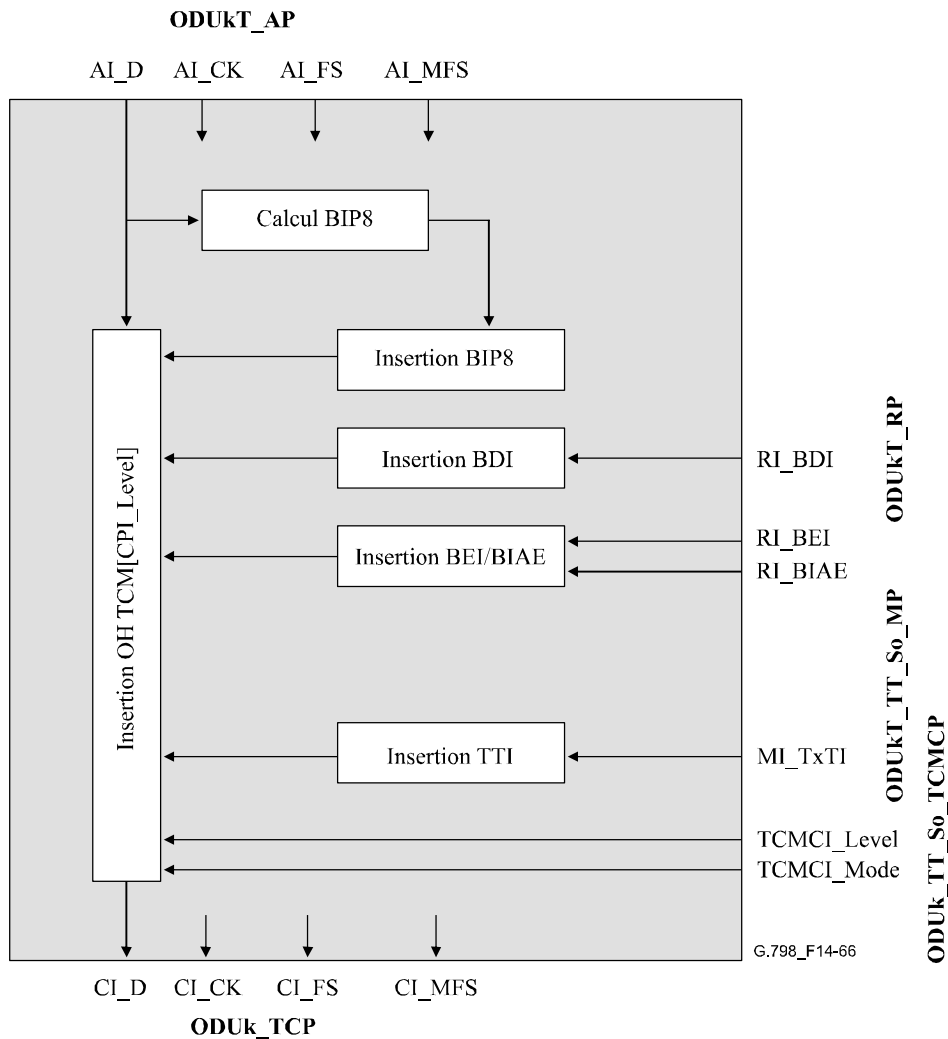 ODUkT_AP
AI_D AI_CK AI_FS AI_MFS
Calcul BIP8
Insertion BIP8
Insertion BDI
RI_BDI
Insertion BEI/BIAE
RI_BEI
RI_BIAE
ODUkT_RP
Insertion OH TCM[CPI_Level]
Insertion TTI
MI_TxTI
ODUkT_TT_So_MP
TCMCI_Level
TCMCI_Mode
ODUk_TT_So_TCMCP
G.798_F14-66
CI_D CI_CK CI_FS CI_MFS
ODUk_TCP